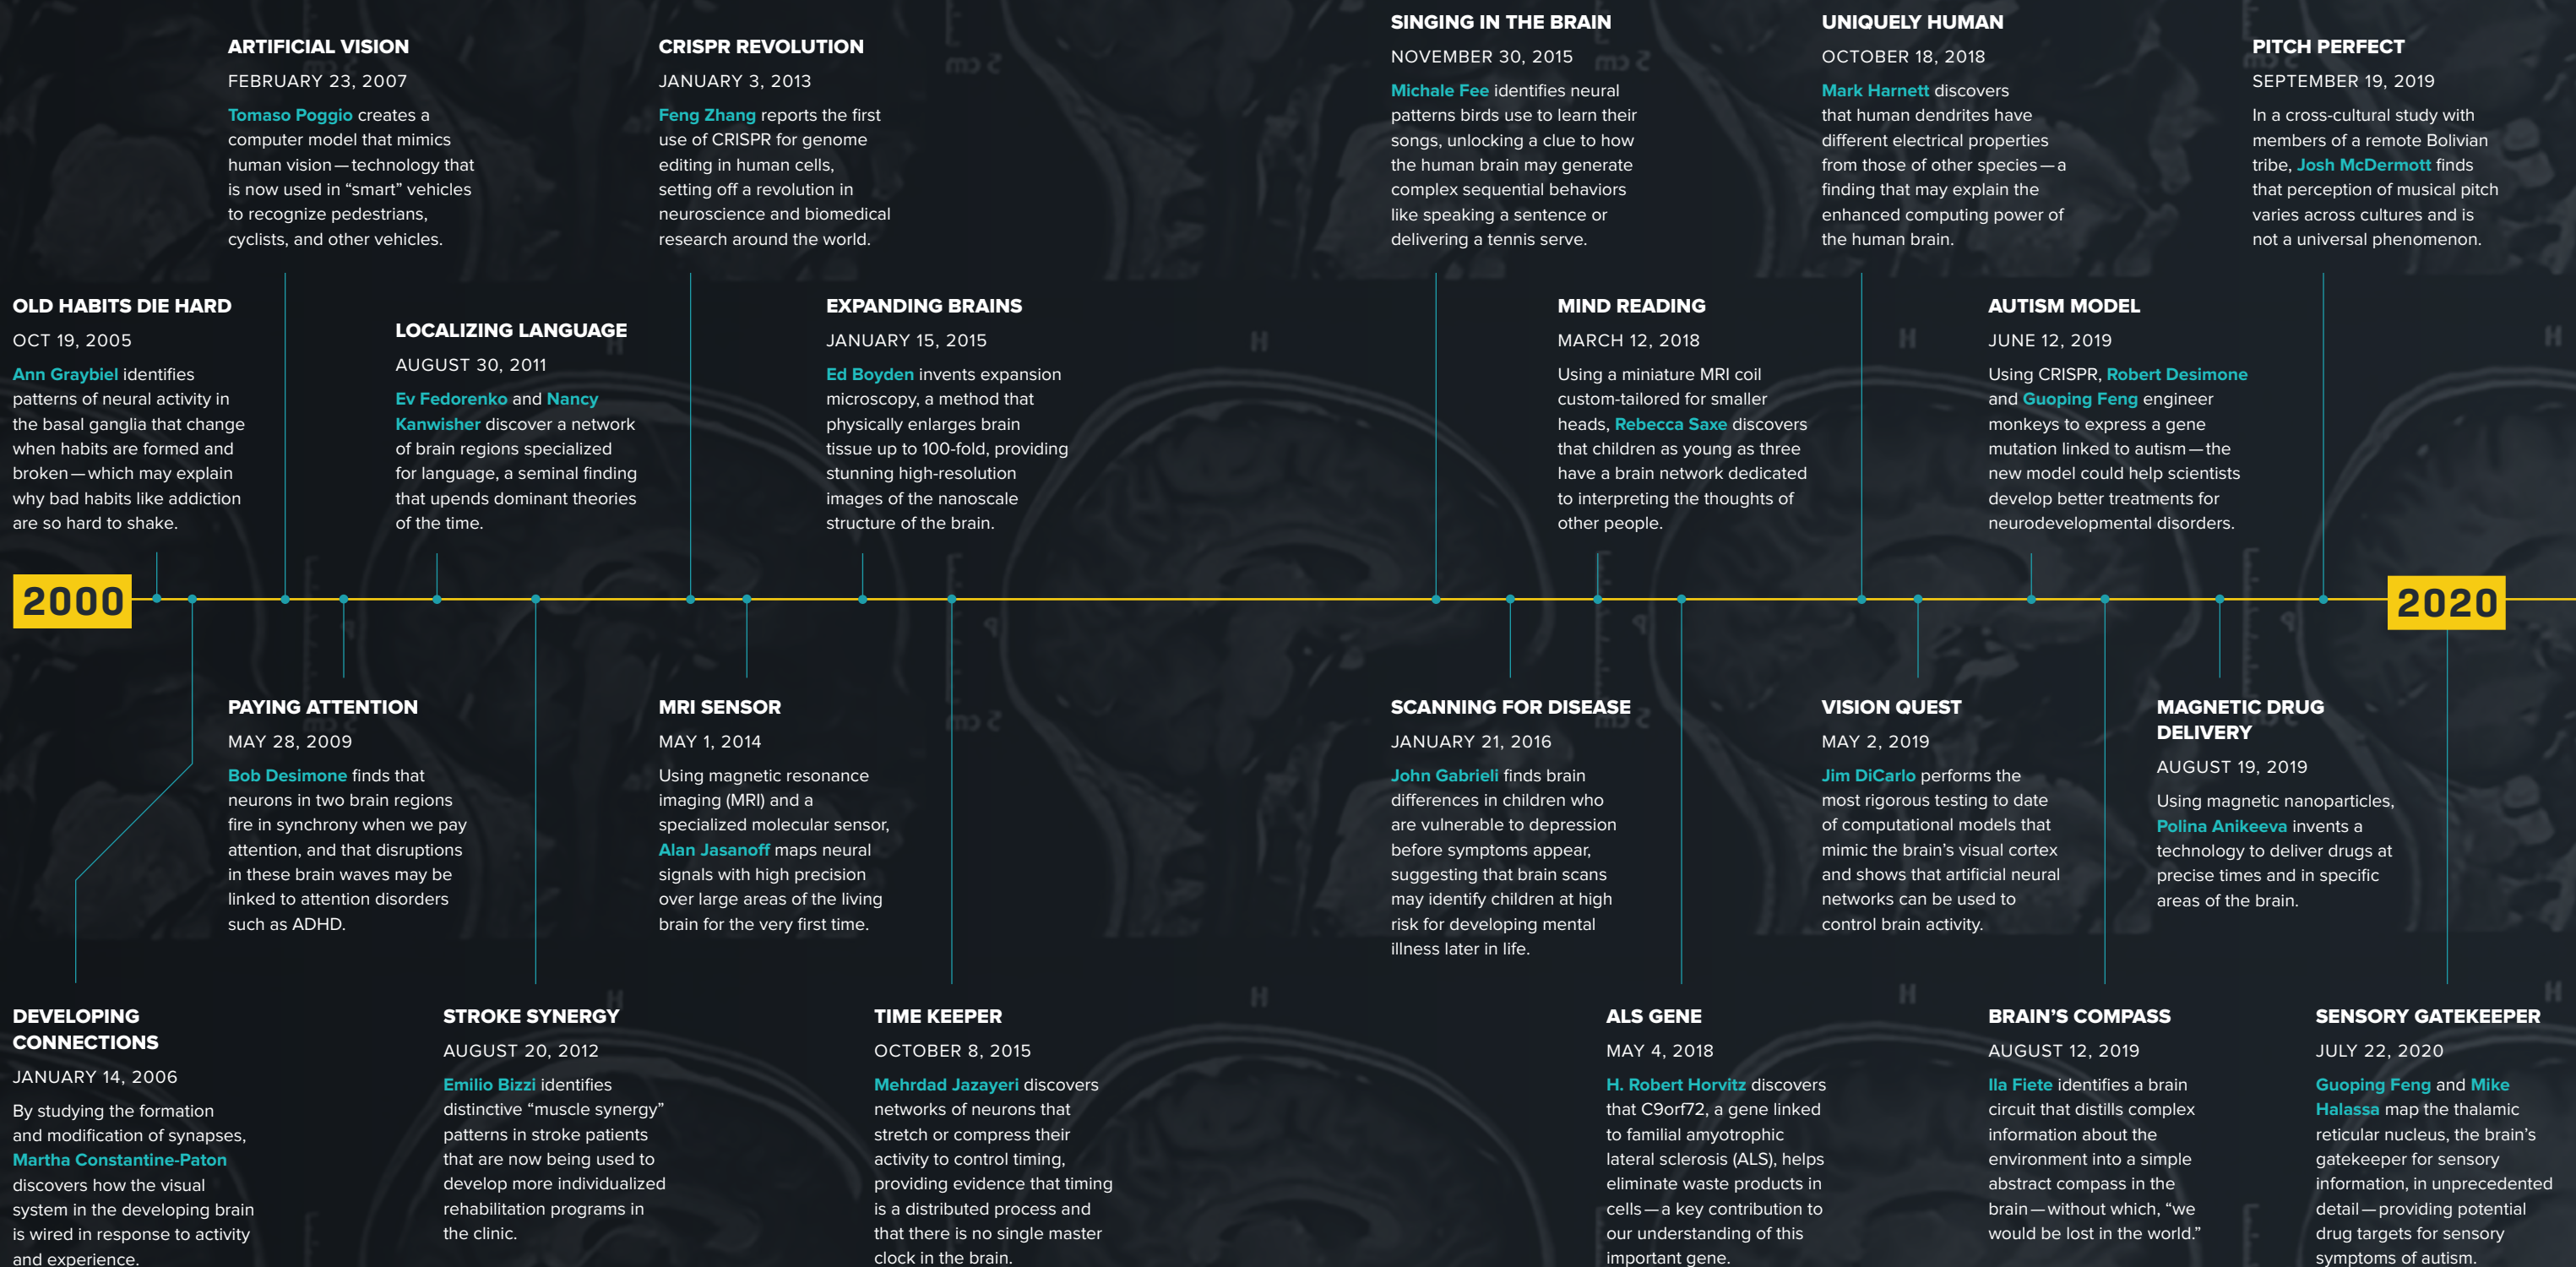 ARTIFICIAL VISION
FEBRUARY 23, 2007
Tomaso Poggio creates a
computer model that mimics
human vision — technology that
is now used in “smart” vehicles
to recognize pedestrians,
cyclists, and other vehicles.
CRISPR REVOLUTION
JANUARY 3, 2013
Feng Zhang reports the first
use of CRISPR for genome
editing in human cells,
setting off a revolution in
neuroscience and biomedical
research around the world.
SINGING IN THE BRAIN
NOVEMBER 30, 2015
Michale Fee identifies neural
patterns birds use to learn their
songs, unlocking a clue to how
the human brain may generate
complex sequential behaviors
like speaking a sentence or
delivering a tennis serve.
UNIQUELY HUMAN
OCTOBER 18, 2018
Mark Harnett discovers
that human dendrites have
different electrical properties
from those of other species — a
finding that may explain the
enhanced computing power of
the human brain.
PITCH PERFECT
SEPTEMBER 19, 2019
In a cross-cultural study with
members of a remote Bolivian
tribe, Josh McDermott finds
that perception of musical pitch
varies across cultures and is
not a universal phenomenon.
OLD HABITS DIE HARD
OCT 19, 2005
Ann Graybiel identifies
patterns of neural activity in
the basal ganglia that change
when habits are formed and
broken — which may explain
why bad habits like addiction
are so hard to shake.
LOCALIZING LANGUAGE
AUGUST 30, 2011
Ev Fedorenko and Nancy
Kanwisher discover a network
of brain regions specialized
for language, a seminal finding
that upends dominant theories
of the time.
EXPANDING BRAINS
JANUARY 15, 2015
Ed Boyden invents expansion
microscopy, a method that
physically enlarges brain
tissue up to 100-fold, providing
stunning high-resolution
images of the nanoscale
structure of the brain.
MIND READING
MARCH 12, 2018
Using a miniature MRI coil
custom-tailored for smaller
heads, Rebecca Saxe discovers
that children as young as three
have a brain network dedicated
to interpreting the thoughts of
other people.
AUTISM MODEL
JUNE 12, 2019
Using CRISPR, Robert Desimone
and Guoping Feng engineer
monkeys to express a gene
mutation linked to autism — the
new model could help scientists
develop better treatments for
neurodevelopmental disorders.
2000
2020
PAYING ATTENTION
MAY 28, 2009
Bob Desimone finds that
neurons in two brain regions
fire in synchrony when we pay
attention, and that disruptions
in these brain waves may be
linked to attention disorders
such as ADHD.
MRI SENSOR
MAY 1, 2014
Using magnetic resonance
imaging (MRI) and a
specialized molecular sensor,
Alan Jasanoff maps neural
signals with high precision
over large areas of the living
brain for the very first time.
SCANNING FOR DISEASE
JANUARY 21, 2016
John Gabrieli finds brain
differences in children who
are vulnerable to depression
before symptoms appear,
suggesting that brain scans
may identify children at high
risk for developing mental
illness later in life.
VISION QUEST
MAY 2, 2019
Jim DiCarlo performs the
most rigorous testing to date
of computational models that
mimic the brain’s visual cortex
and shows that artificial neural
networks can be used to
control brain activity.
MAGNETIC DRUG
DELIVERY
AUGUST 19, 2019
Using magnetic nanoparticles,
Polina Anikeeva invents a
technology to deliver drugs at
precise times and in specific
areas of the brain.
DEVELOPING
CONNECTIONS
JANUARY 14, 2006
By studying the formation
and modification of synapses,
Martha Constantine-Paton
discovers how the visual
system in the developing brain
is wired in response to activity
and experience.
STROKE SYNERGY
AUGUST 20, 2012
Emilio Bizzi identifies
distinctive “muscle synergy”
patterns in stroke patients
that are now being used to
develop more individualized
rehabilitation programs in
the clinic.
TIME KEEPER
OCTOBER 8, 2015
Mehrdad Jazayeri discovers
networks of neurons that
stretch or compress their
activity to control timing,
providing evidence that timing
is a distributed process and
that there is no single master
clock in the brain.
ALS GENE
MAY 4, 2018
H. Robert Horvitz discovers
that C9orf72, a gene linked
to familial amyotrophic
lateral sclerosis (ALS), helps
eliminate waste products in
cells — a key contribution to
our understanding of this
important gene.
BRAIN’S COMPASS
AUGUST 12, 2019
Ila Fiete identifies a brain
circuit that distills complex
information about the
environment into a simple
abstract compass in the
brain — without which, “we
would be lost in the world.”
SENSORY GATEKEEPER
JULY 22, 2020
Guoping Feng and Mike
Halassa map the thalamic
reticular nucleus, the brain’s
gatekeeper for sensory
information, in unprecedented
detail — providing potential
drug targets for sensory
symptoms of autism.